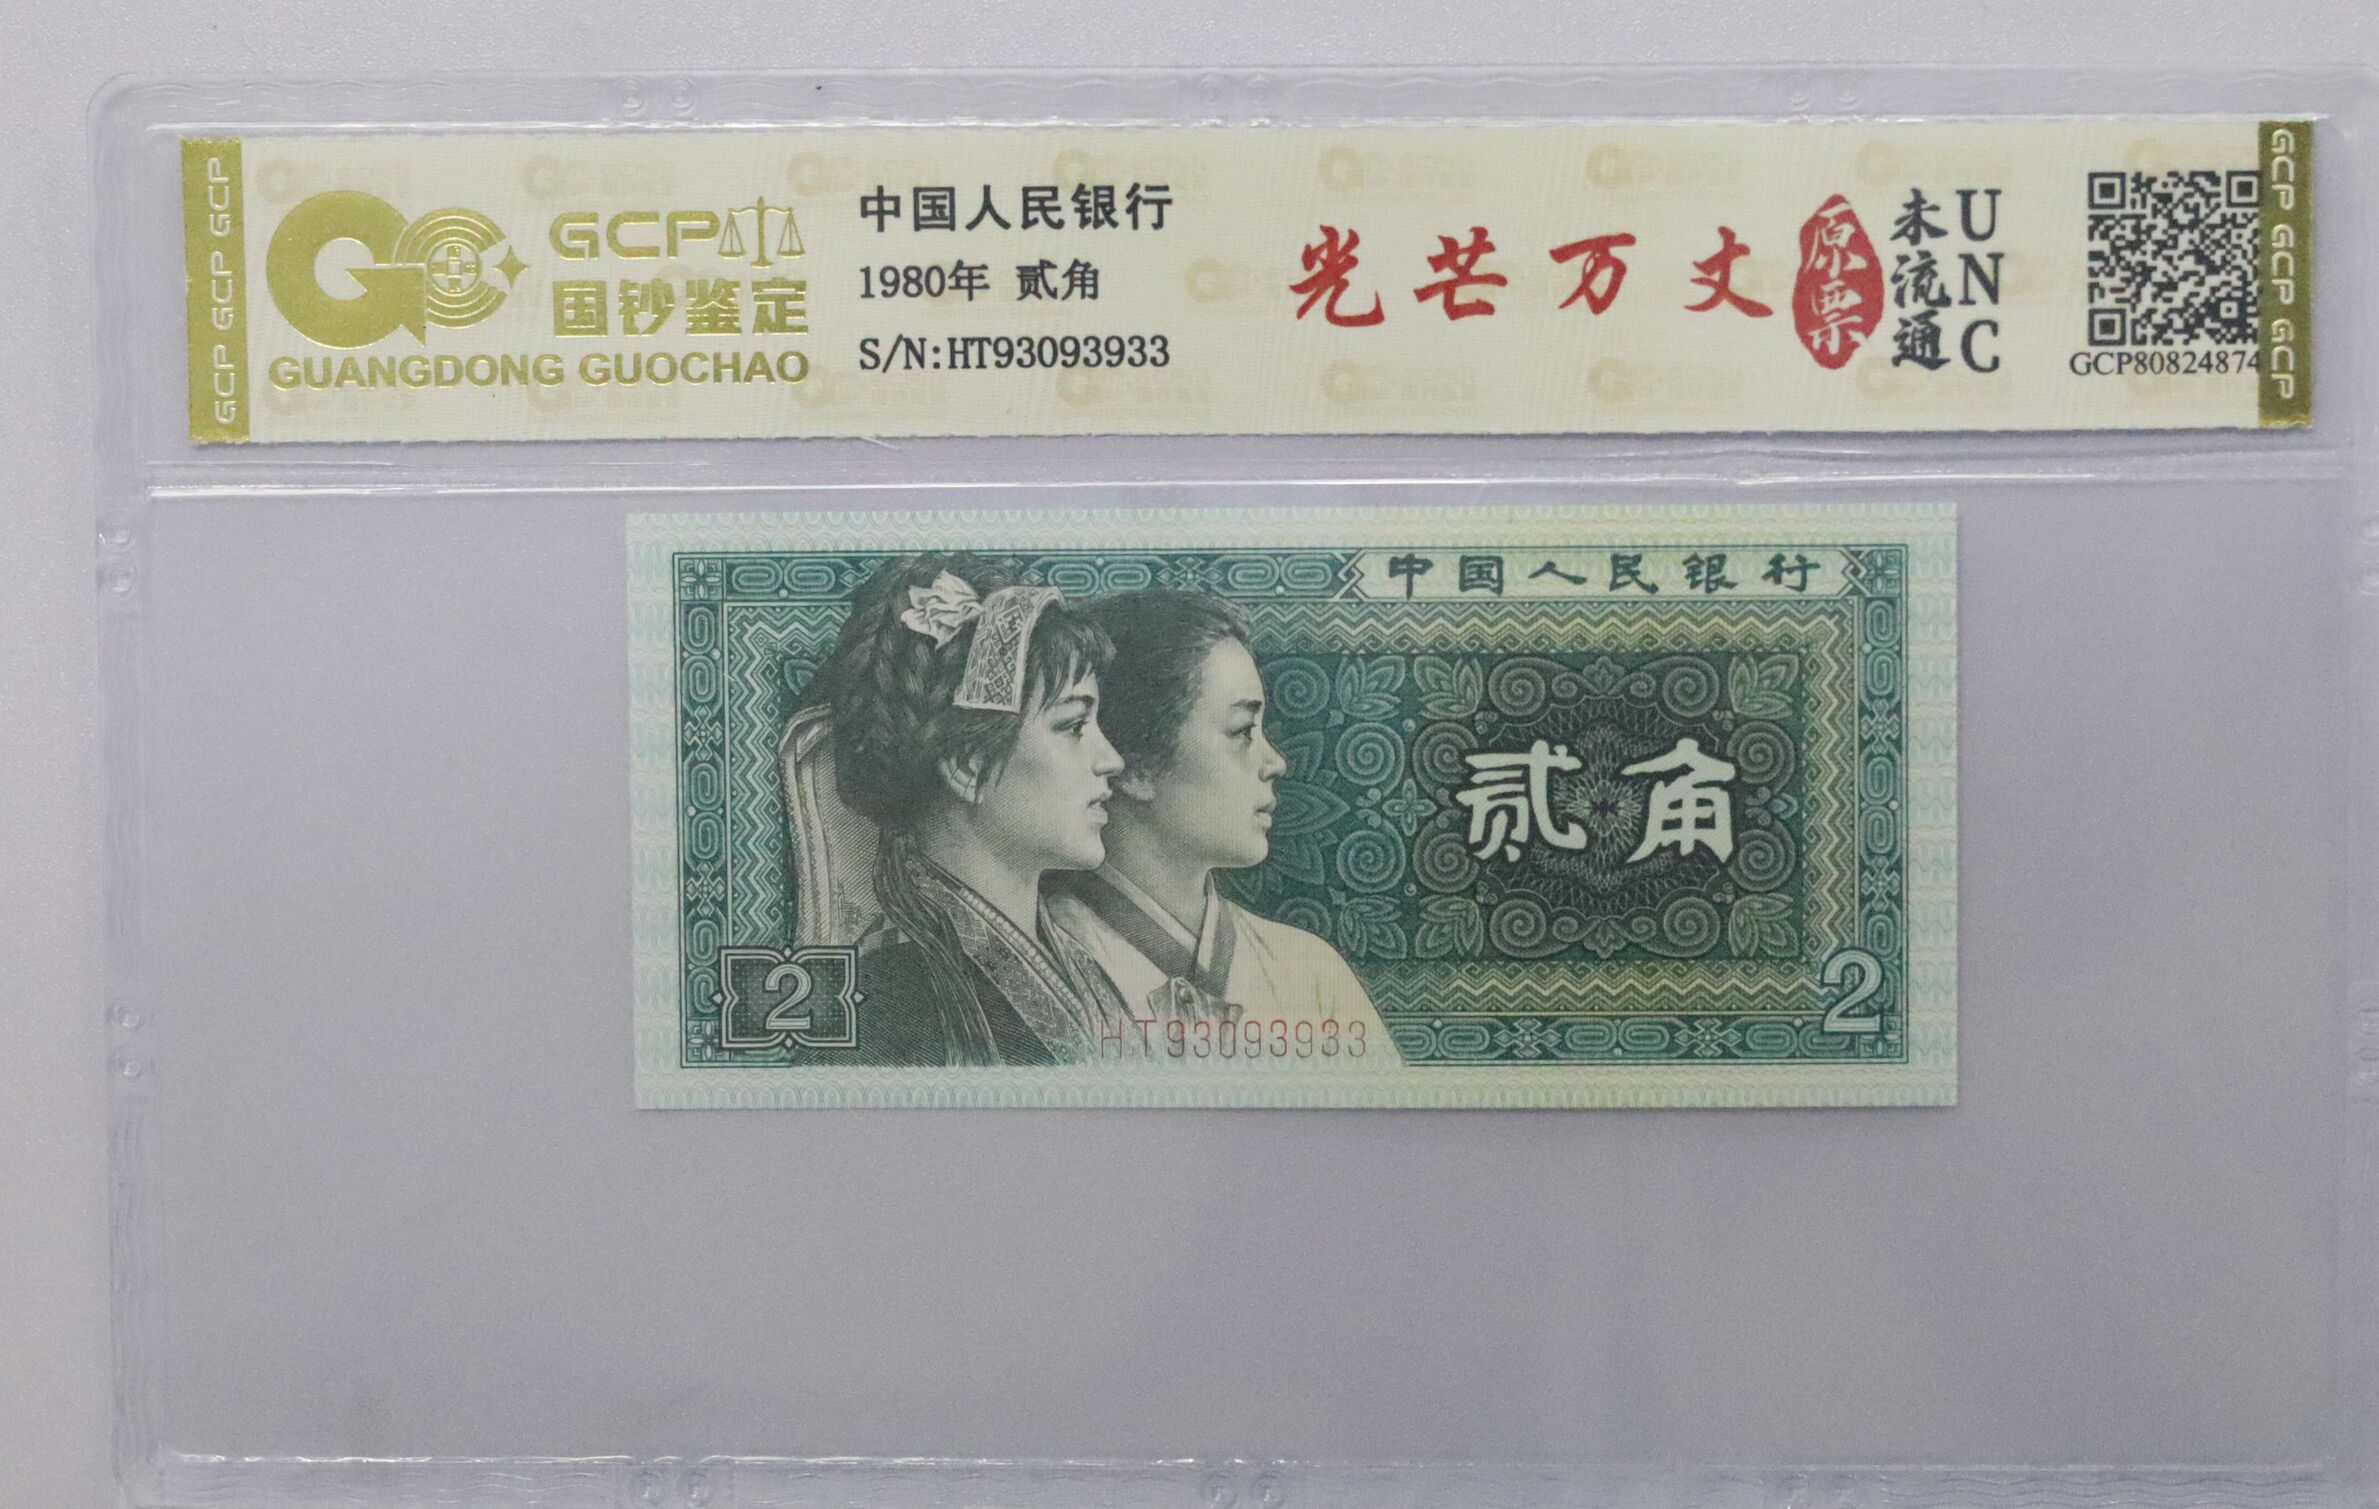 GCP GCP GCP
GCP
国钞鉴定
GUANGDONG GUOCHAO
中国人民银行
1980年 贰角
S/N:HT93093933
光芒万丈
原票
未流通
UNC
GCP80824874
GCP GCP GCP
中国人民银行
贰角
2
HT93093933
2